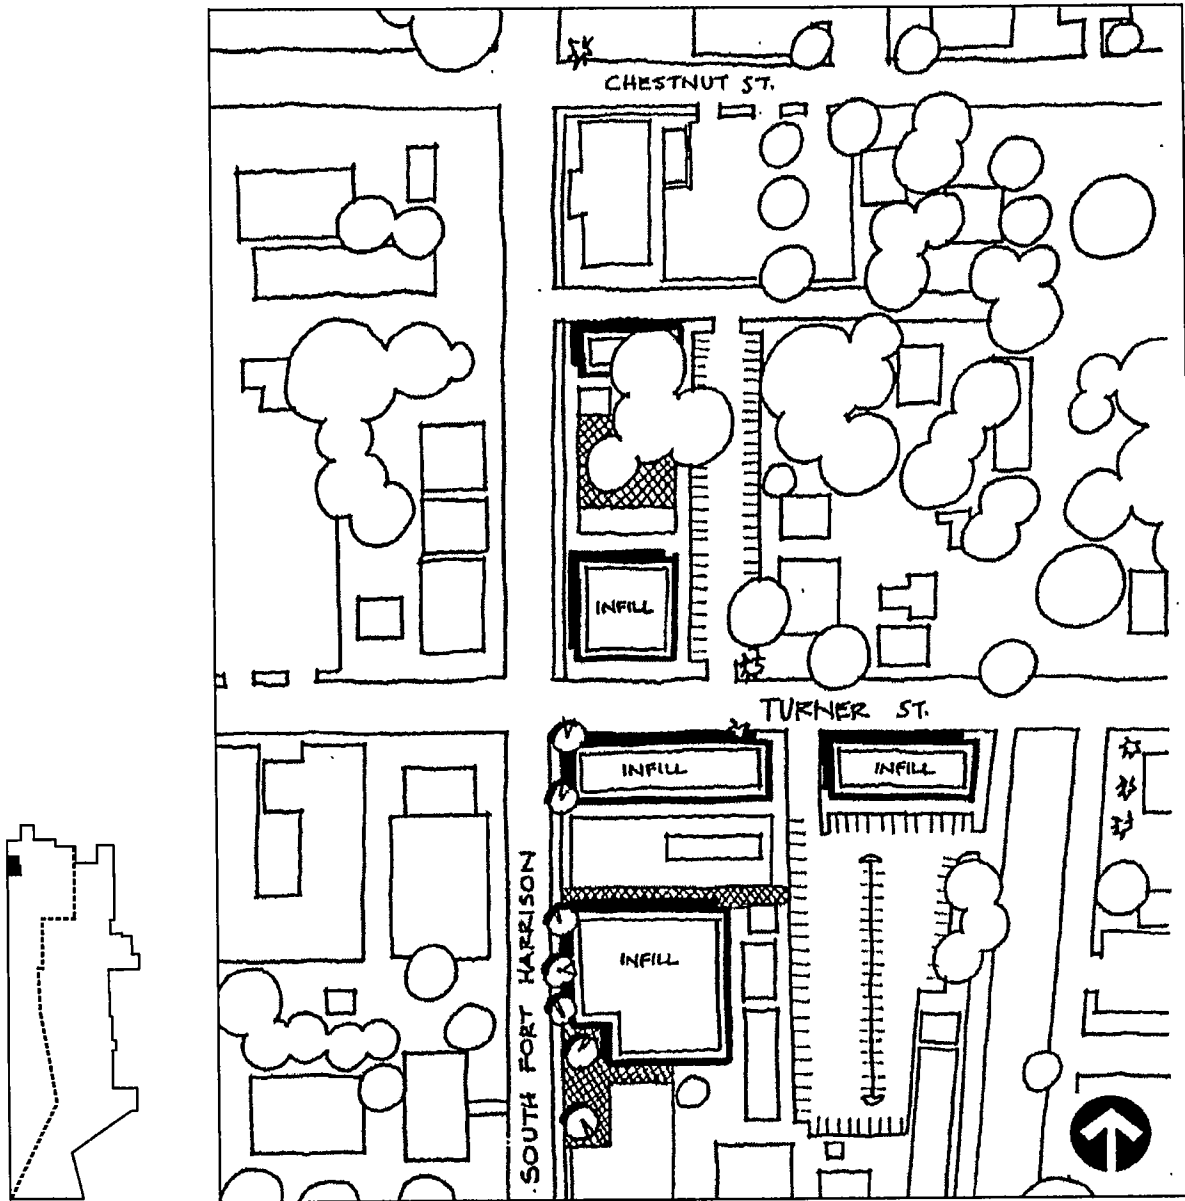 CHESTNUT ST.
INFILL
TURNER ST.
INFILL
INFILL
INFILL
SOUTH FORT HARRISON